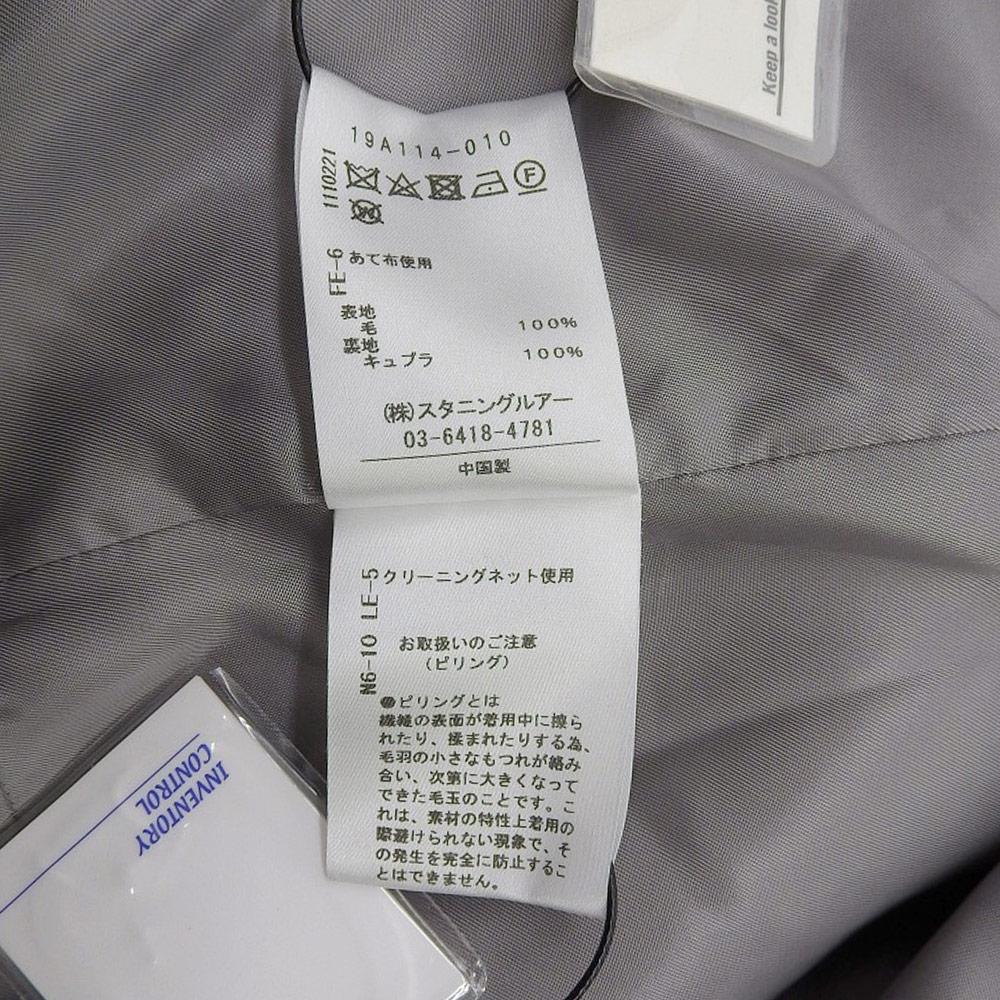 Keep a look
19A114-010
1110221
F
W
FE-6
あて布使用
表地
毛 100%
裏地
キュプラ 100%
(株)スタニングルアー
03-6418-4781
中国製
N6-10 LE-5
クリーニングネット使用
お取扱いのご注意
(ピリング)
●ピリングとは
繊維の表面が着用中に擦ら
れたり、揉まれたりする為、
毛羽の小さなもつれが絡み
合い、次第に大きくなって
できた毛玉のことです。こ
れは、素材の特性上着用の
際避けられない現象で、そ
の発生を完全に防止するこ
とはできません。
INVENTORY
CONTROL